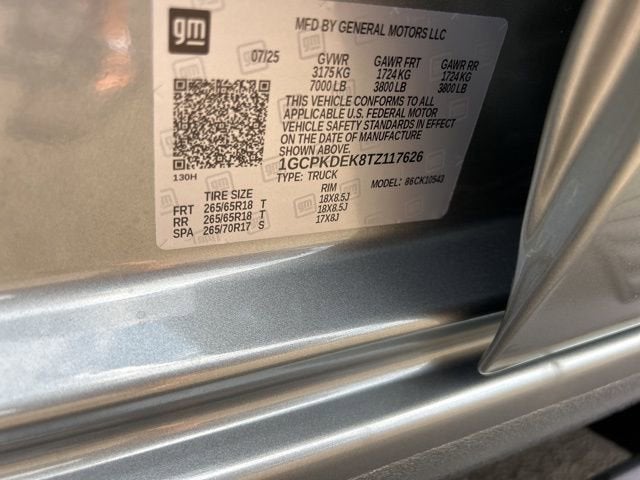 gm
MFD BY GENERAL MOTORS LLC
07/25 GVWR GAWR FRT GAWR RR
3175 KG 1724 KG 1724 KG
7000 LB 3800 LB 3800 LB
THIS VEHICLE CONFORMS TO ALL
APPLICABLE U.S. FEDERAL MOTOR
VEHICLE SAFETY STANDARDS IN EFFECT
ON THE DATE OF MANUFACTURE
SHOWN ABOVE.
130H 1GCPKDEK8TZ117626
TYPE: TRUCK MODEL: 86CK10543
TIRE SIZE RIM
FRT 265/65R18 T 18X8.5J
RR 265/65R18 T 18X8.5J
SPA 265/70R17 S 17X8J